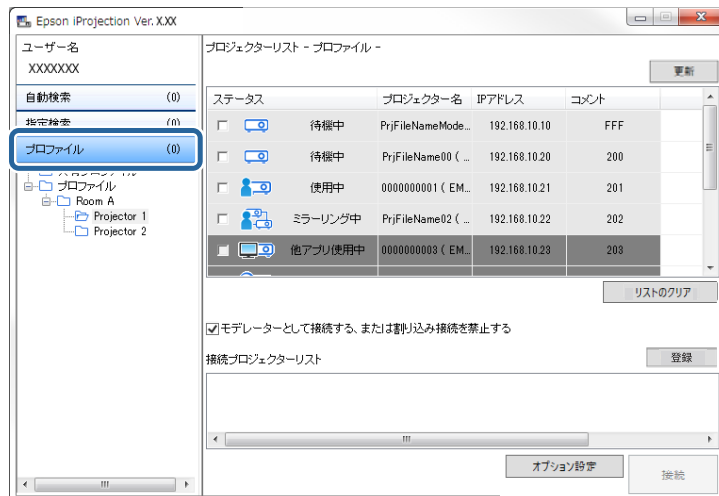 Epson iProjection Ver. X.XX
ユーザー名
XXXXXXX
自動検索 (0)
指定検索 (0)
プロファイル (0)
共有プロファイル
プロファイル
Room A
Projector 1
Projector 2
プロジェクターリスト - プロファイル -
更新
ステータス プロジェクター名 IPアドレス コメント
待機中 PrjFileNameMode... 192.168.10.10 FFF
待機中 PrjFileName00 ( ... 192.168.10.20 200
使用中 0000000001 ( EM... 192.168.10.21 201
ミラーリング中 PrjFileName02 ( ... 192.168.10.22 202
他アプリ使用中 0000000003 ( EM... 192.168.10.23 203
リストのクリア
モデレーターとして接続する、または割り込み接続を禁止する
接続プロジェクターリスト
登録
オプション設定
接続